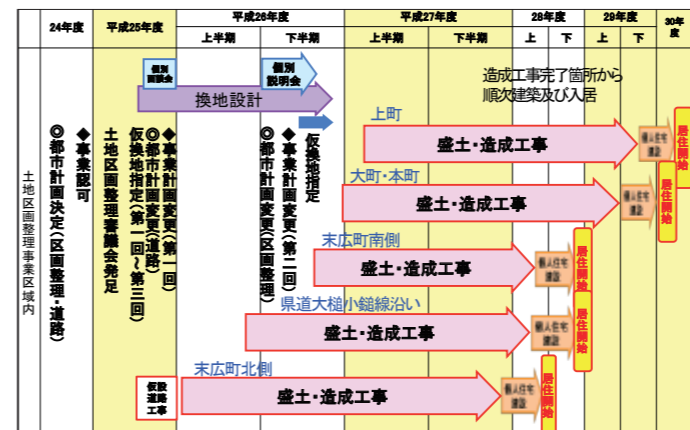 24年度
平成25年度
平成26年度
平成27年度
28年度
29年度
30年度
上半期
下半期
上半期
下半期
上
下
上
下
土地区画整理事業区域内
◆事業認可
◎都市計画決定（区画整理・道路）
個別面談会
個別説明会
換地設計
◆事業計画変更（第一回）
◎都市計画変更（道路）
仮換地指定（第一回～第三回）
土地区画整理審議会発足
仮換地指定
◆事業計画変更（第二回）
◎都市計画変更（区画整理）
造成工事完了箇所から
順次建築及び入居
上町
盛土・造成工事
個人住宅建設
居住開始
大町・本町
盛土・造成工事
個人住宅建設
居住開始
末広町南側
盛土・造成工事
個人住宅建設
居住開始
県道大槌小鎚線沿い
盛土・造成工事
個人住宅建設
居住開始
末広町北側
仮設道路工事
盛土・造成工事
個人住宅建設
居住開始